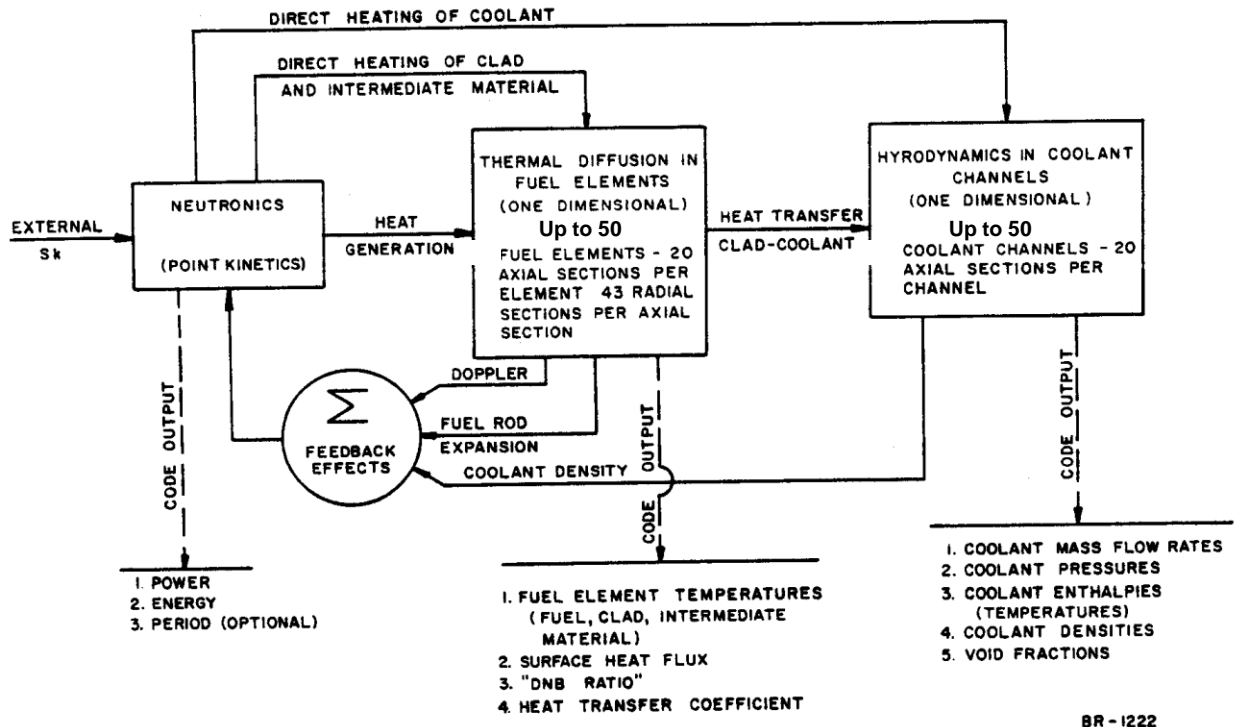 DIRECT HEATING OF COOLANT
DIRECT HEATING OF CLAD
AND INTERMEDIATE MATERIAL
EXTERNAL
Sk
NEUTRONICS
(POINT KINETICS)
HEAT
GENERATION
THERMAL DIFFUSION IN
FUEL ELEMENTS
(ONE DIMENSIONAL)
Up to 50
FUEL ELEMENTS - 20
AXIAL SECTIONS PER
ELEMENT 43 RADIAL
SECTIONS PER AXIAL
SECTION
HEAT TRANSFER
CLAD-COOLANT
HYRODYNAMICS IN COOLANT
CHANNELS
(ONE DIMENSIONAL)
Up to 50
COOLANT CHANNELS - 20
AXIAL SECTIONS PER
CHANNEL
Σ
FEEDBACK
EFFECTS
DOPPLER
FUEL ROD
EXPANSION
COOLANT DENSITY
CODE OUTPUT
CODE OUTPUT
CODE OUTPUT
1. POWER
2. ENERGY
3. PERIOD (OPTIONAL)
1. FUEL ELEMENT TEMPERATURES
(FUEL, CLAD, INTERMEDIATE
MATERIAL)
2. SURFACE HEAT FLUX
3. "DNB RATIO"
4. HEAT TRANSFER COEFFICIENT
1. COOLANT MASS FLOW RATES
2. COOLANT PRESSURES
3. COOLANT ENTHALPIES
(TEMPERATURES)
4. COOLANT DENSITIES
5. VOID FRACTIONS
BR-1222